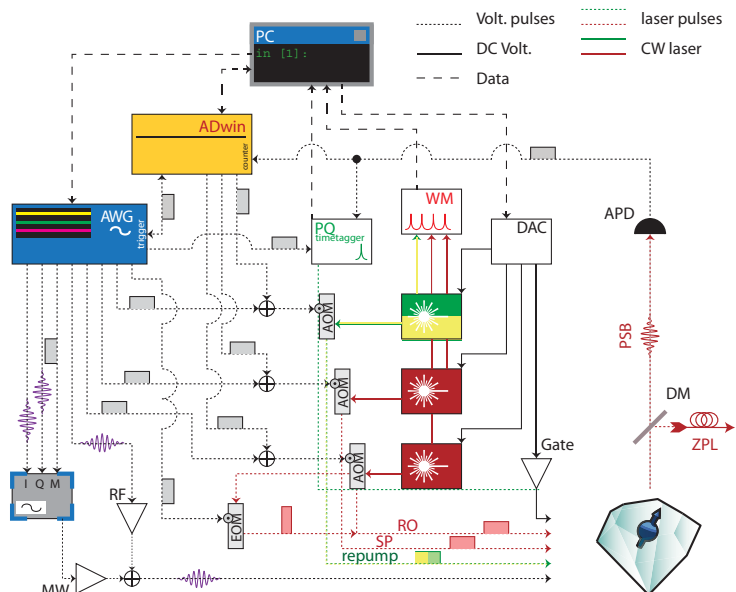 PC
in [1]:
Volt. pulses
DC Volt.
Data
laser pulses
CW laser
ADwin
counter
AWG
trigger
PQ
timetagger
WM
DAC
APD
AOM
PSB
AOM
DM
ZPL
AOM
Gate
I Q M
RF
EOM
RO
SP
repump
MW